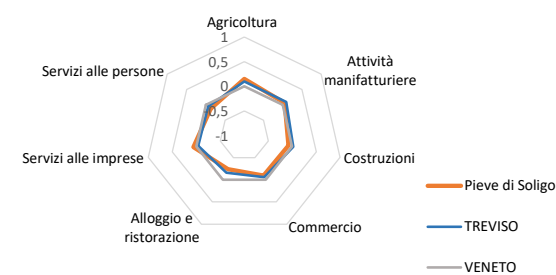 Agricoltura
1
0,5
0
0,5
-1
Attività
manifatturiere
Costruzioni
Commercio
Alloggio e
ristorazione
Servizi alle imprese
Servizi alle persone
Pieve di Soligo
TREVISO
VENETO